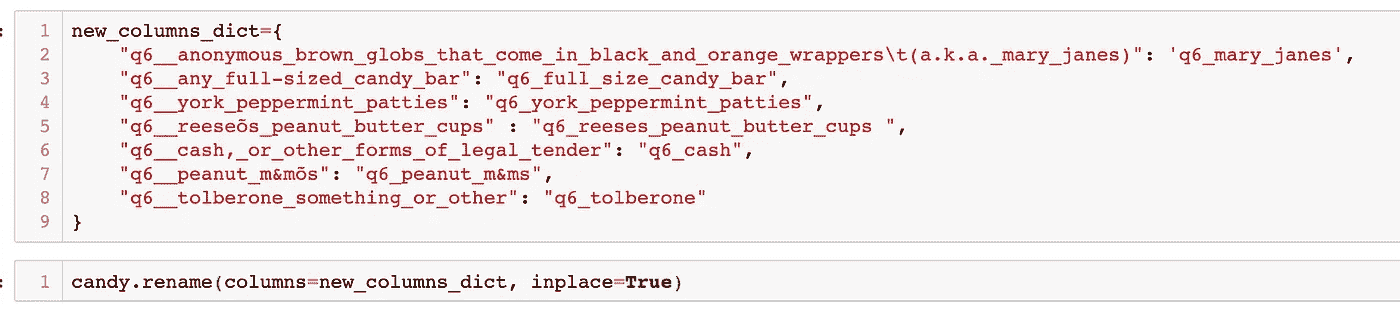 : 1 new_columns_dict={
2 "q6__anonymous_brown_globs_that_come_in_black_and_orange_wrappers\t(a.k.a._mary_janes)": 'q6_mary_janes',
3 "q6__any_full-sized_candy_bar": "q6_full_size_candy_bar",
4 "q6__york_peppermint_patties": "q6_york_peppermint_patties",
5 "q6__reeseõs_peanut_butter_cups" : "q6_reeses_peanut_butter_cups ",
6 "q6__cash,_or_other_forms_of_legal_tender": "q6_cash",
7 "q6__peanut_m&mõs": "q6_peanut_m&ms",
8 "q6__tolberone_something_or_other": "q6_tolberone"
9 }
: 1 candy.rename(columns=new_columns_dict, inplace=True)